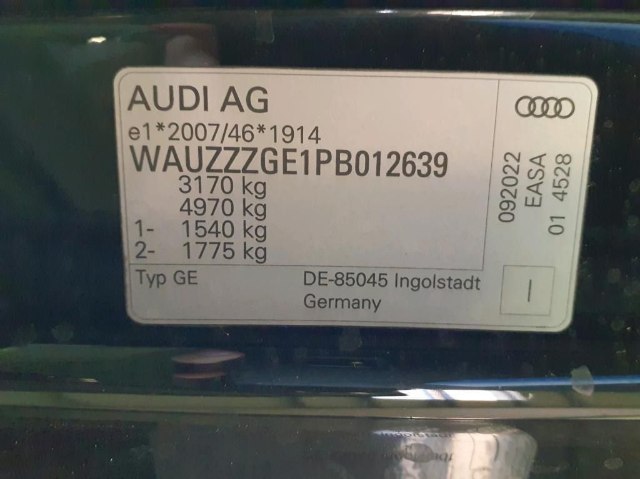 AUDI AG
e1*2007/46*1914
WAUZZZGE1PB012639
3170 kg
4970 kg
1- 1540 kg
2- 1775 kg
Typ GE
DE-85045 Ingolstadt
Germany
092022
EASA
01 4528